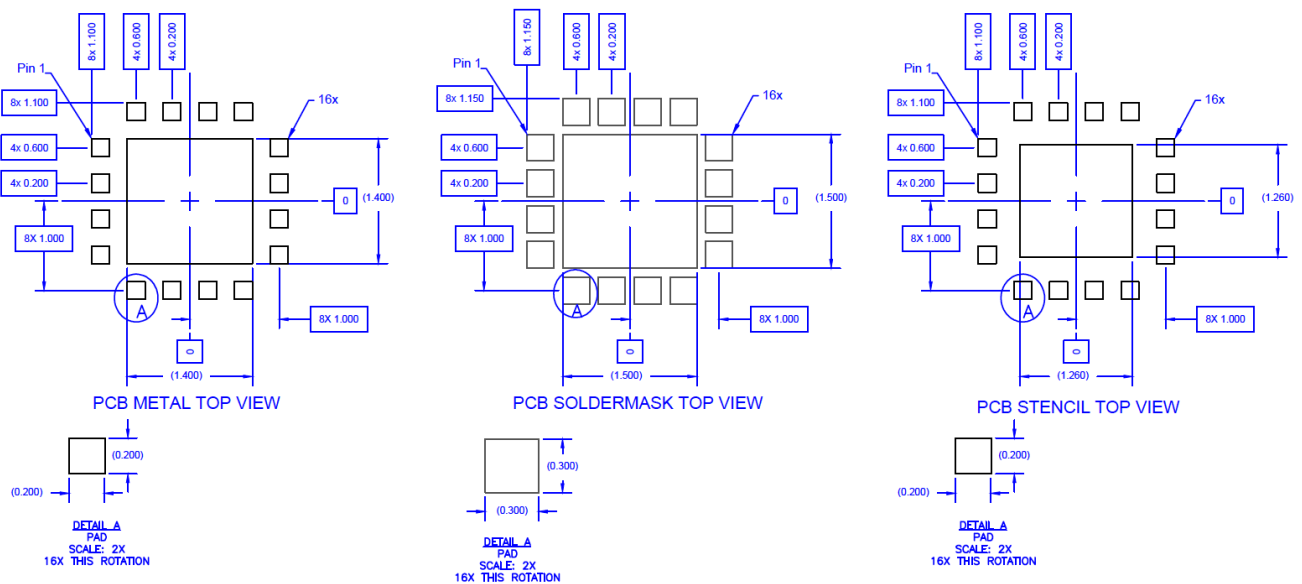 8x 1.100
4x 0.600
4x 0.200
Pin 1
8x 1.100
16x
4x 0.600
4x 0.200
0
(1.400)
8X 1.000
A
8X 1.000
0
(1.400)
PCB METAL TOP VIEW
(0.200)
(0.200)
DETAIL A
PAD
SCALE: 2X
16X THIS ROTATION
8x 1.150
4x 0.600
4x 0.200
Pin 1
8x 1.150
16x
4x 0.600
4x 0.200
0
(1.500)
8X 1.000
A
8X 1.000
0
(1.500)
PCB SOLDERMASK TOP VIEW
(0.300)
(0.300)
DETAIL A
PAD
SCALE: 2X
16X THIS ROTATION
8x 1.100
4x 0.600
4x 0.200
Pin 1
8x 1.100
16x
4x 0.600
4x 0.200
0
(1.260)
8X 1.000
A
8X 1.000
0
(1.260)
PCB STENCIL TOP VIEW
(0.200)
(0.200)
DETAIL A
PAD
SCALE: 2X
16X THIS ROTATION